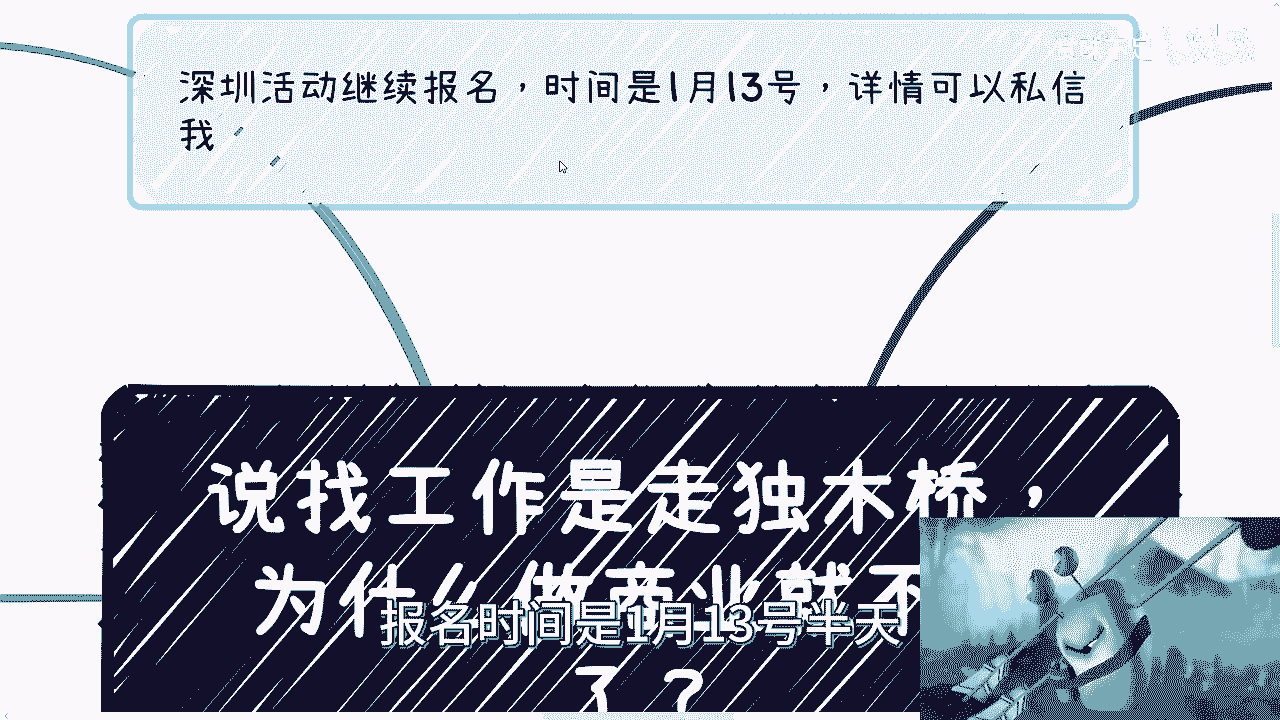 深圳活动继续报名，时间是1月13号，详情可以私信
我
说找工作是走独木桥，
为什么做商业就不
报名时间是1月13号半天
了？